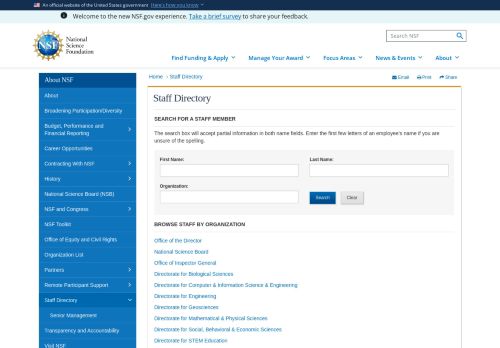 An official website of the United States government Here's how you know
Welcome to the new NSF.gov experience. Take a brief survey to share your feedback.
NSF
U.S. National
Science
Foundation
Search NSF
Find Funding & Apply
Manage Your Award
Focus Areas
News & Events
About
About NSF
About
Broadening Participation/Diversity
Budget, Performance and
Financial Reporting
Career Opportunities
Contracting With NSF
History
National Science Board (NSB)
NSF and Congress
NSF Toolkit
Office of Equity and Civil Rights
Organization List
Partners
Remote Participant Support
Staff Directory
Senior Management
Transparency and Accountability
Visit NSF
Home
Staff Directory
Email
Print
Share
Staff Directory
SEARCH FOR A STAFF MEMBER
The search box will accept partial information in both name fields. Enter the first few letters of an employee's name if you are
unsure of the spelling.
First Name:
Last Name:
Organization:
Search
Clear
BROWSE STAFF BY ORGANIZATION
Office of the Director
National Science Board
Office of Inspector General
Directorate for Biological Sciences
Directorate for Computer & Information Science & Engineering
Directorate for Engineering
Directorate for Geosciences
Directorate for Mathematical & Physical Sciences
Directorate for Social, Behavioral & Economic Sciences
Directorate for STEM Education